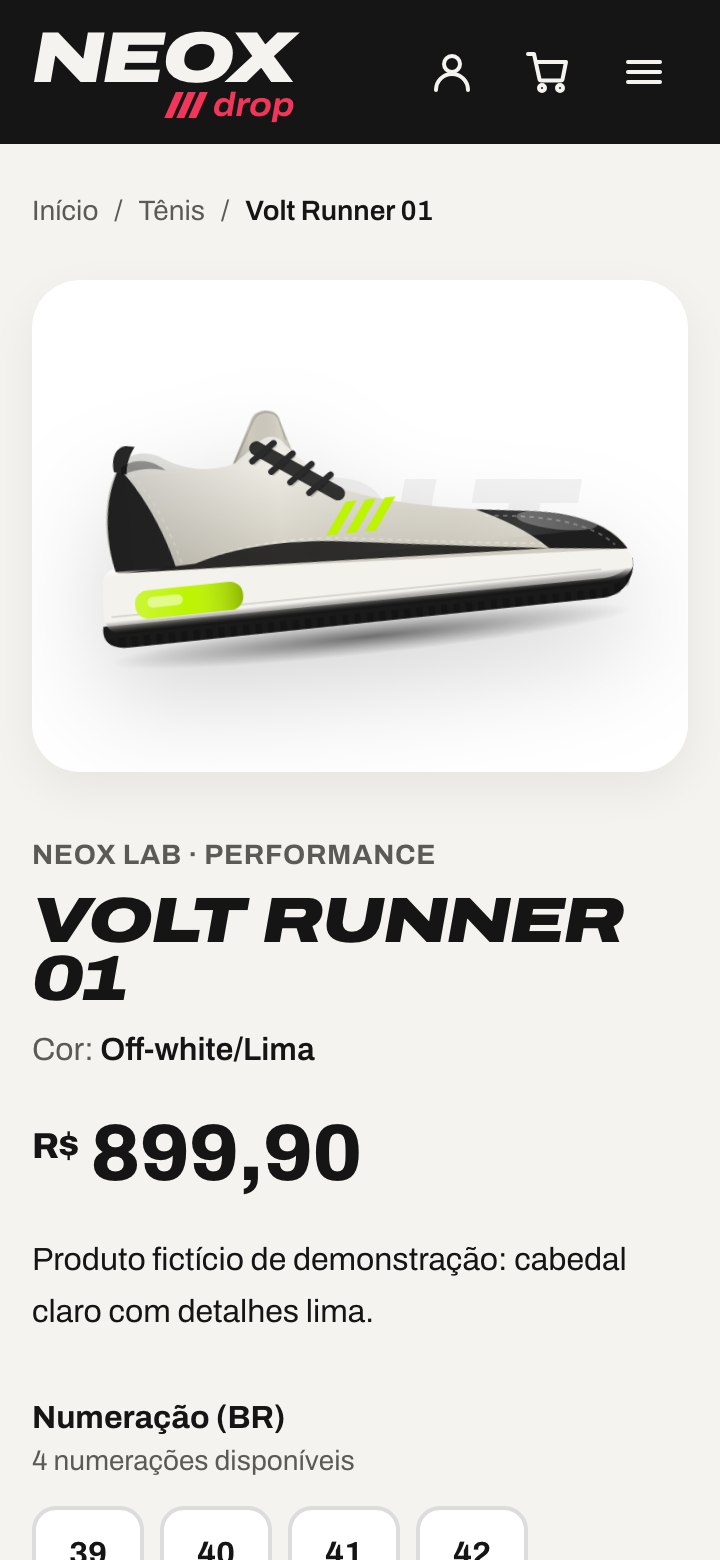 NEOX
/// drop
Início / Tênis / Volt Runner 01
NEOX LAB · PERFORMANCE
VOLT RUNNER
01
Cor: Off-white/Lima
R$ 899,90
Produto fictício de demonstração: cabedal
claro com detalhes lima.
Numeração (BR)
4 numerações disponíveis
39 40 41 42